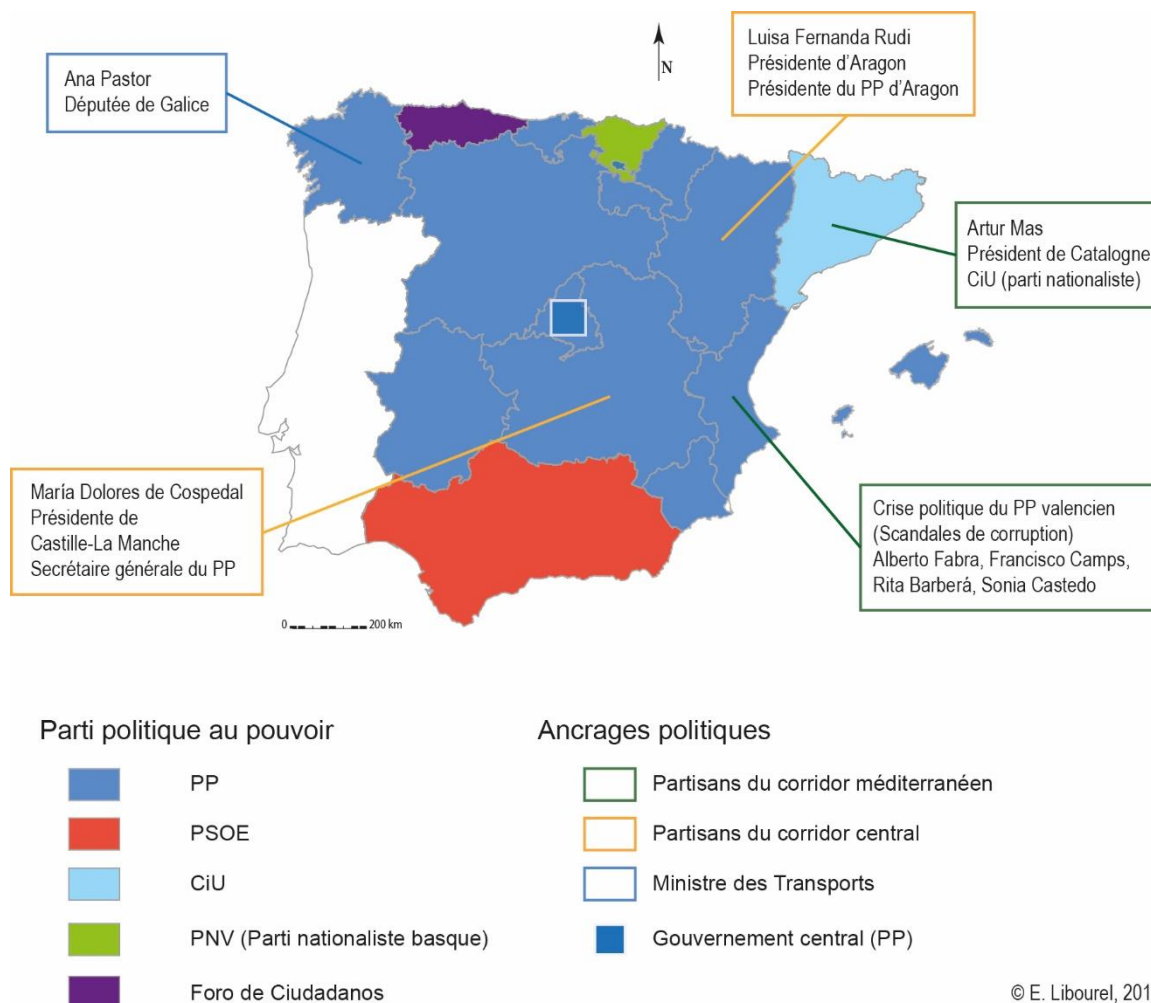 Luisa Fernanda Rudi
Présidente d'Aragon
Présidente du PP d'Aragon
Ana Pastor
Députée de Galice
N
Artur Mas
Président de Catalogne
CiU (parti nationaliste)
María Dolores de Cospedal
Présidente de
Castille-La Manche
Secrétaire générale du PP
Crise politique du PP valencien
(Scandales de corruption)
Alberto Fabra, Francisco Camps,
Rita Barberá, Sonia Castedo
0 200 km
Parti politique au pouvoir
PP
PSOE
CiU
PNV (Parti nationaliste basque)
Foro de Ciudadanos
Ancrages politiques
Partisans du corridor méditerranéen
Partisans du corridor central
Ministre des Transports
Gouvernement central (PP)
© E. Libourel, 201